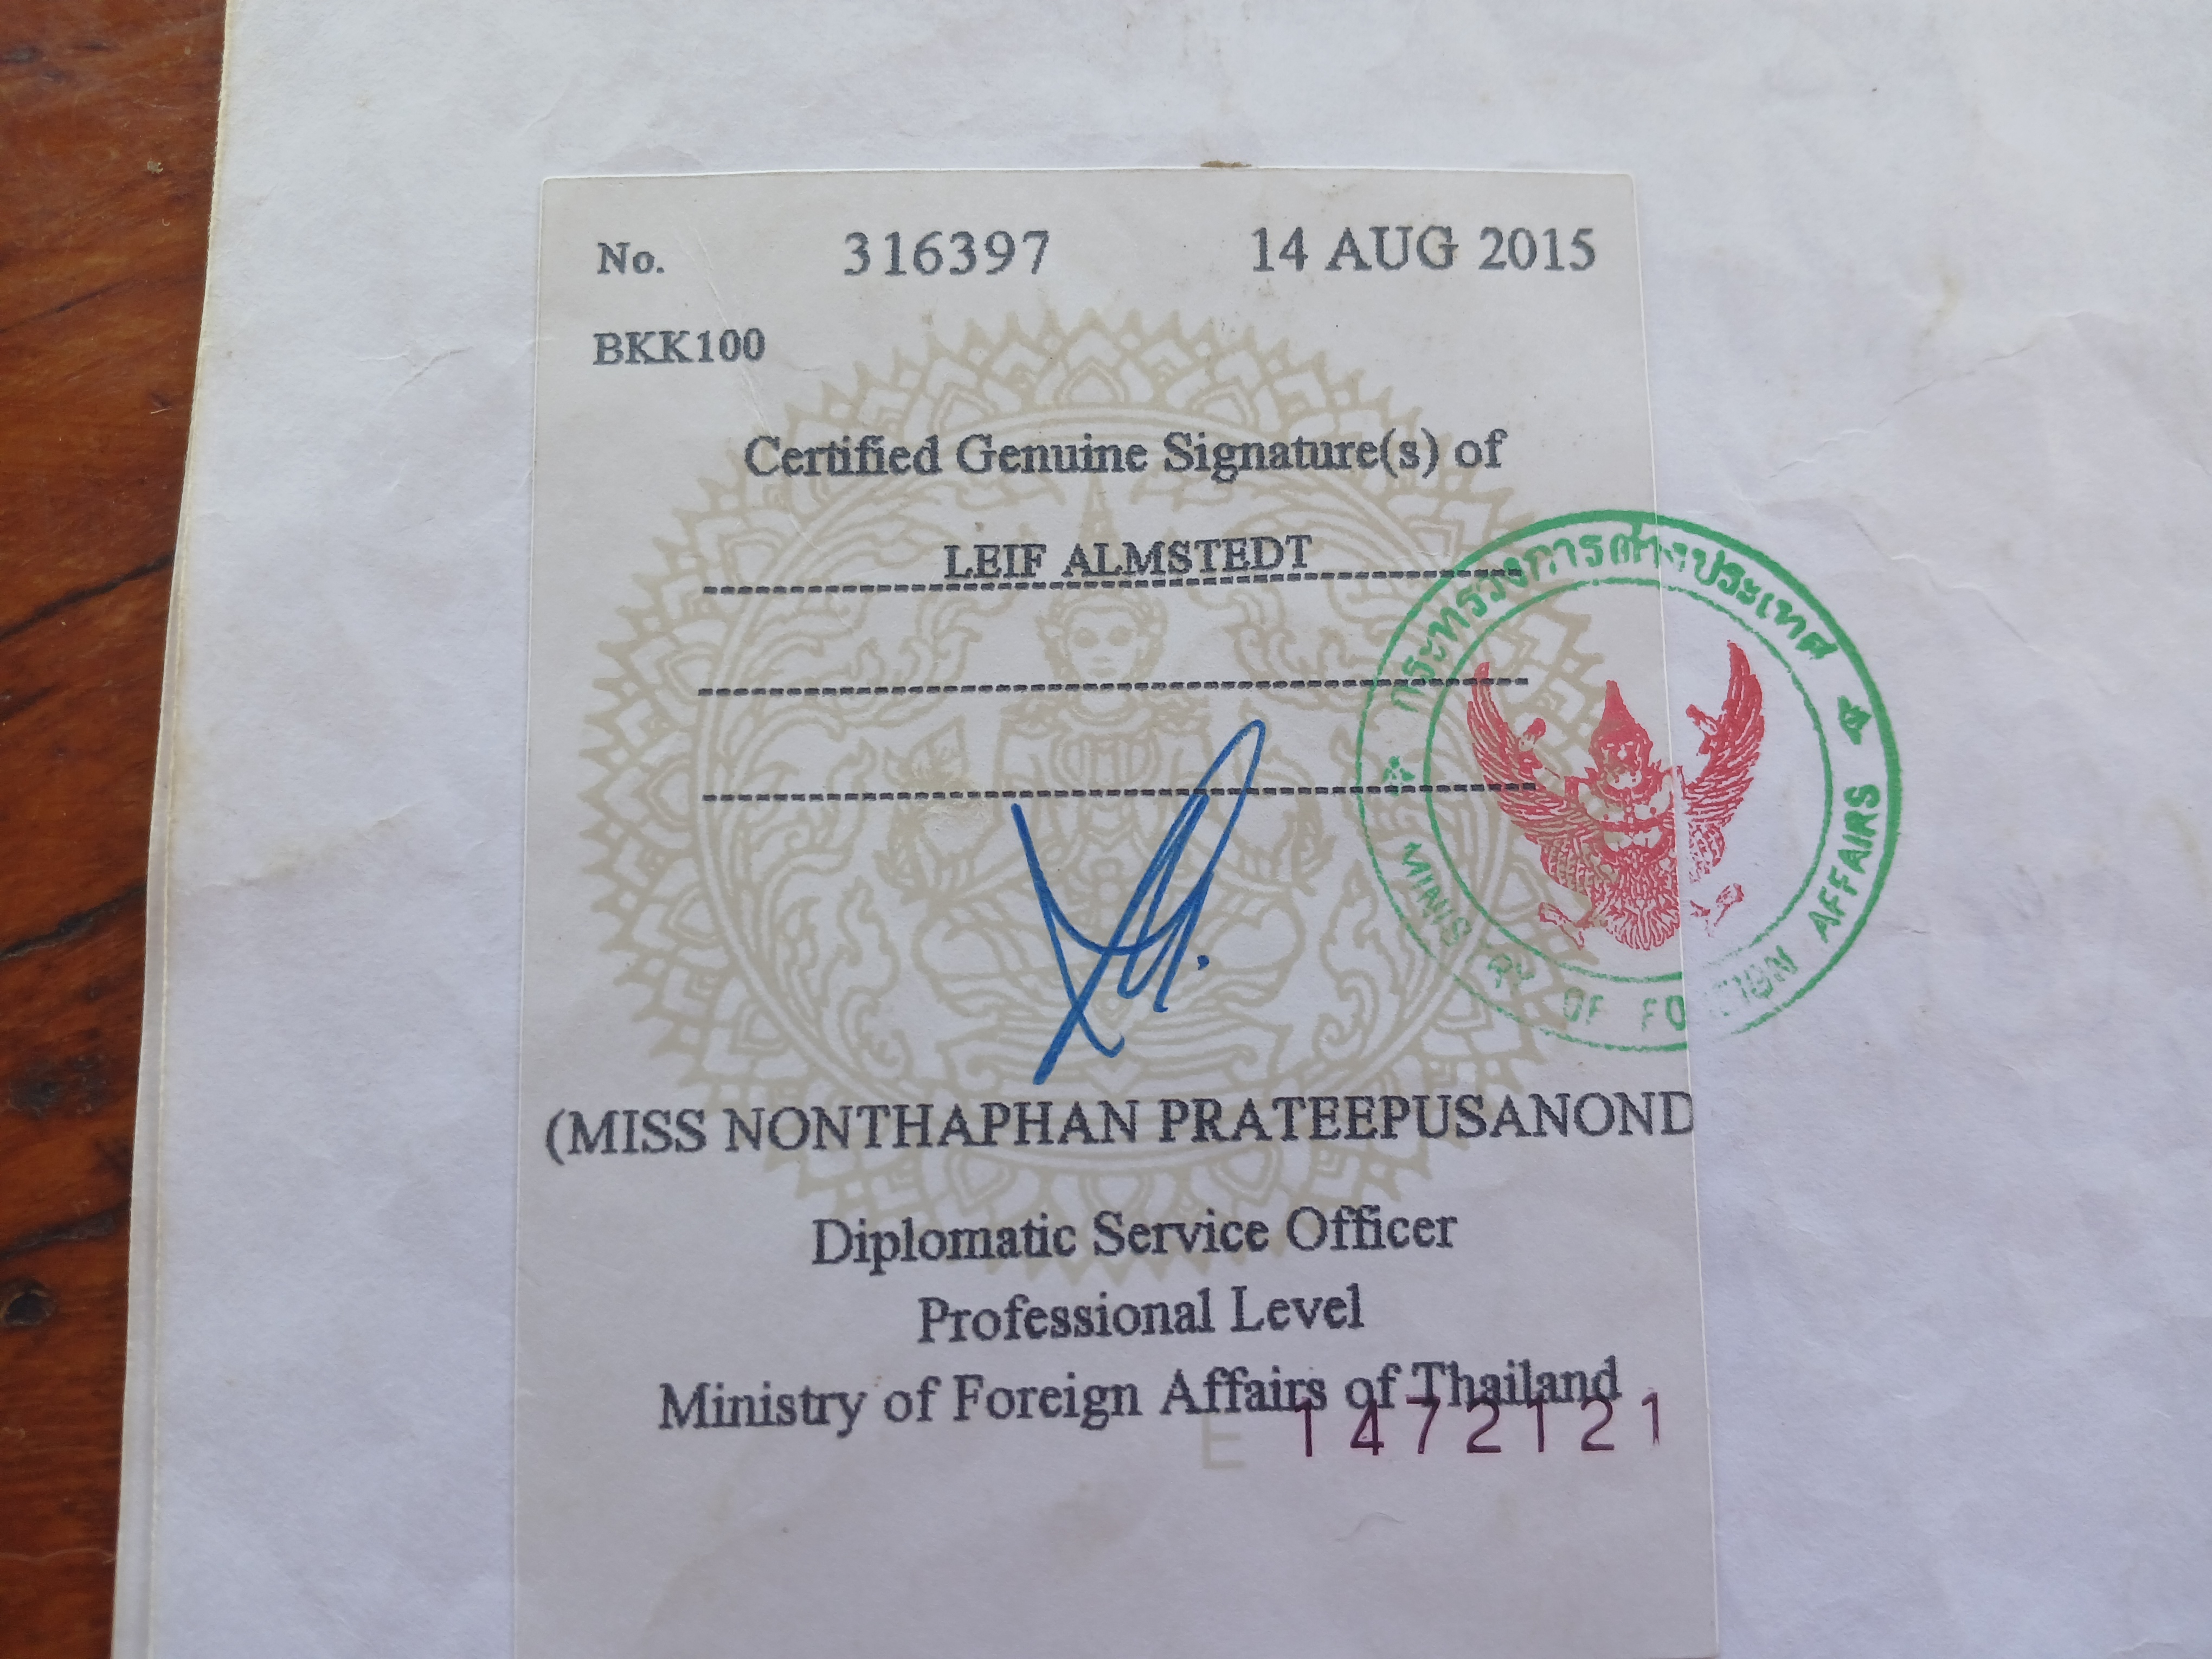 No. 316397 14 AUG 2015
BKK100
Certified Genuine Signature(s) of
LEIF ALMSTEDT
กระทรวงการต่างประเทศ
MINISTRY OF FOREIGN AFFAIRS
(MISS NONTHAPHAN PRATEEPUSANOND
Diplomatic Service Officer
Professional Level
Ministry of Foreign Affairs of Thailand
E 1472121